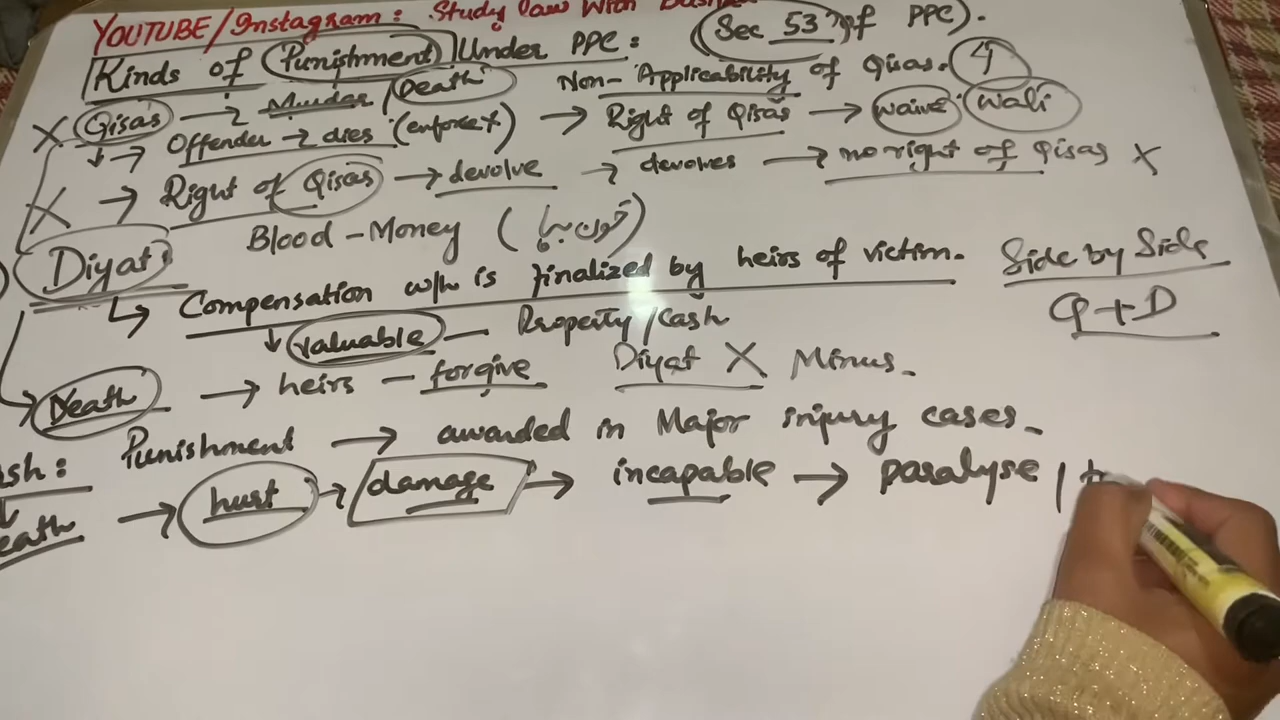 YOUTUBE/Instagram: Study law With
Kinds of Punishment Under PPC: (Sec 53 of PPC).
Qisas → Murder/Death Non-Applicability of Qisas. 4
→ Offender → dies (enforce X) → Right of Qisas → waive Wali
X → Right of Qisas → devolve → devolves → no right of Qisas X
Diyat Blood-Money (خون بہا)
↳ Compensation w/h is finalized by heirs of victim. Side by Side
↓ valuable — Property/Cash Q+D
Death → heirs - forgive Diyat X Minus.
sh: Punishment → awarded in Major injury cases.
eath → hurt → damage → incapable → paralyse /